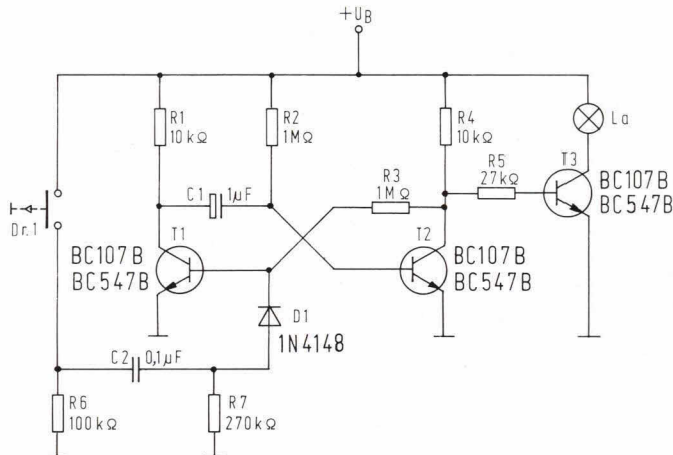 +U_B
R1
10kΩ
R2
1MΩ
R4
10kΩ
La
R3
1MΩ
R5
27kΩ
T3
BC107B
BC547B
C1 1µF
Dr.1
T1
BC107B
BC547B
T2
BC107B
BC547B
D1
1N4148
C2 0,1µF
R6
100kΩ
R7
270kΩ